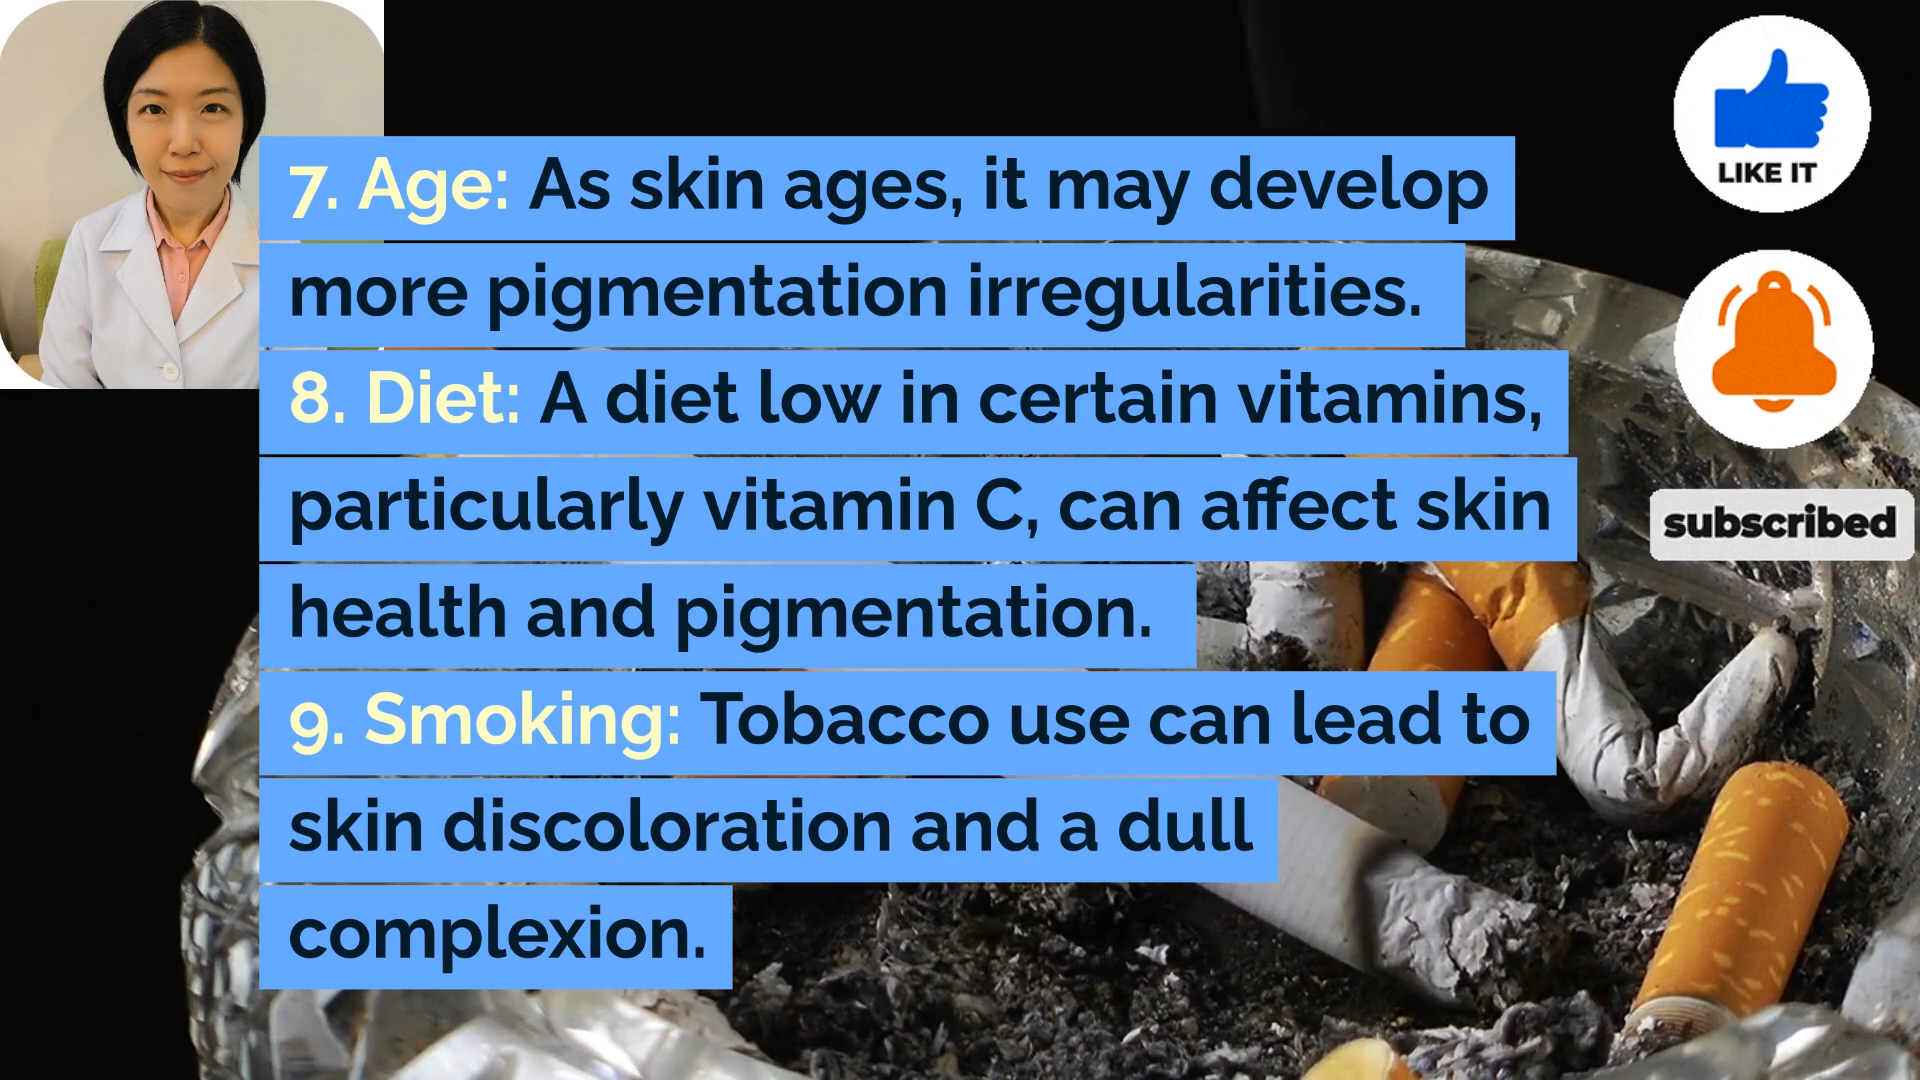 7. Age: As skin ages, it may develop
more pigmentation irregularities.
8. Diet: A diet low in certain vitamins,
particularly vitamin C, can affect skin
health and pigmentation.
9. Smoking: Tobacco use can lead to
skin discoloration and a dull
complexion.
LIKE IT
subscribed